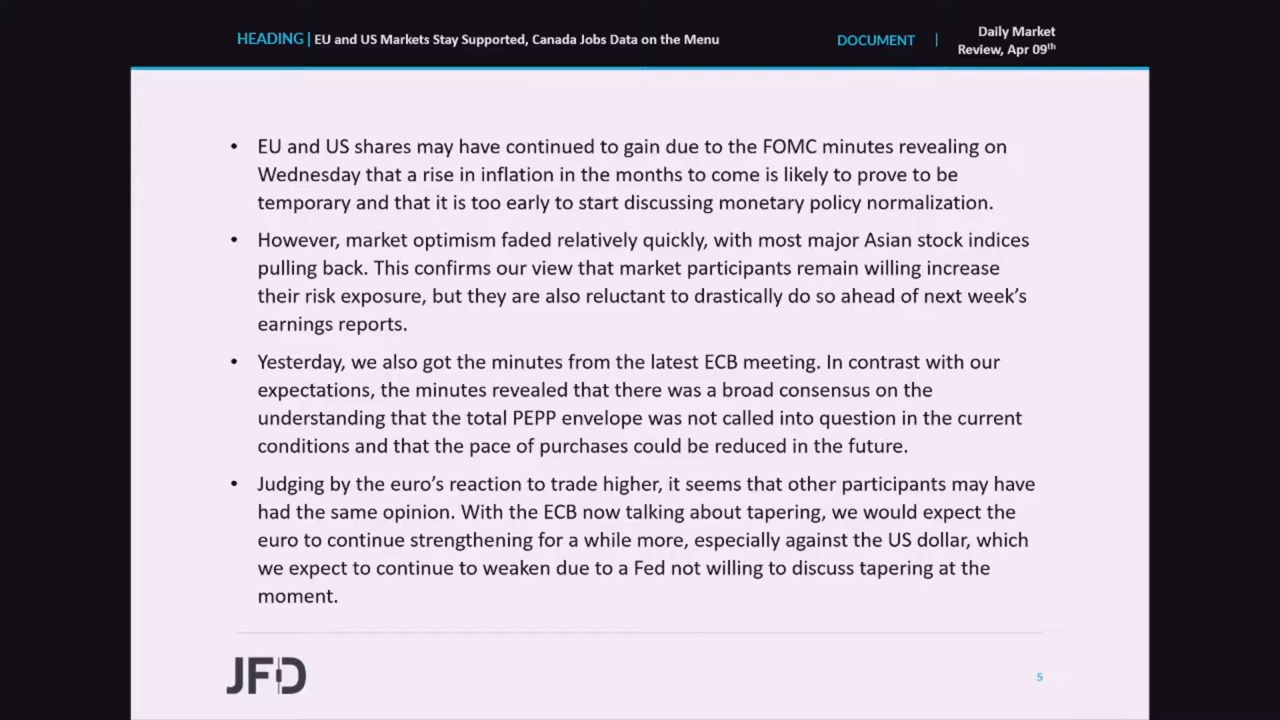 HEADING | EU and US Markets Stay Supported, Canada Jobs Data on the Menu
DOCUMENT | Daily Market
Review, Apr 09th
• EU and US shares may have continued to gain due to the FOMC minutes revealing on
Wednesday that a rise in inflation in the months to come is likely to prove to be
temporary and that it is too early to start discussing monetary policy normalization.
• However, market optimism faded relatively quickly, with most major Asian stock indices
pulling back. This confirms our view that market participants remain willing increase
their risk exposure, but they are also reluctant to drastically do so ahead of next week's
earnings reports.
• Yesterday, we also got the minutes from the latest ECB meeting. In contrast with our
expectations, the minutes revealed that there was a broad consensus on the
understanding that the total PEPP envelope was not called into question in the current
conditions and that the pace of purchases could be reduced in the future.
• Judging by the euro's reaction to trade higher, it seems that other participants may have
had the same opinion. With the ECB now talking about tapering, we would expect the
euro to continue strengthening for a while more, especially against the US dollar, which
we expect to continue to weaken due to a Fed not willing to discuss tapering at the
moment.
JFD
5